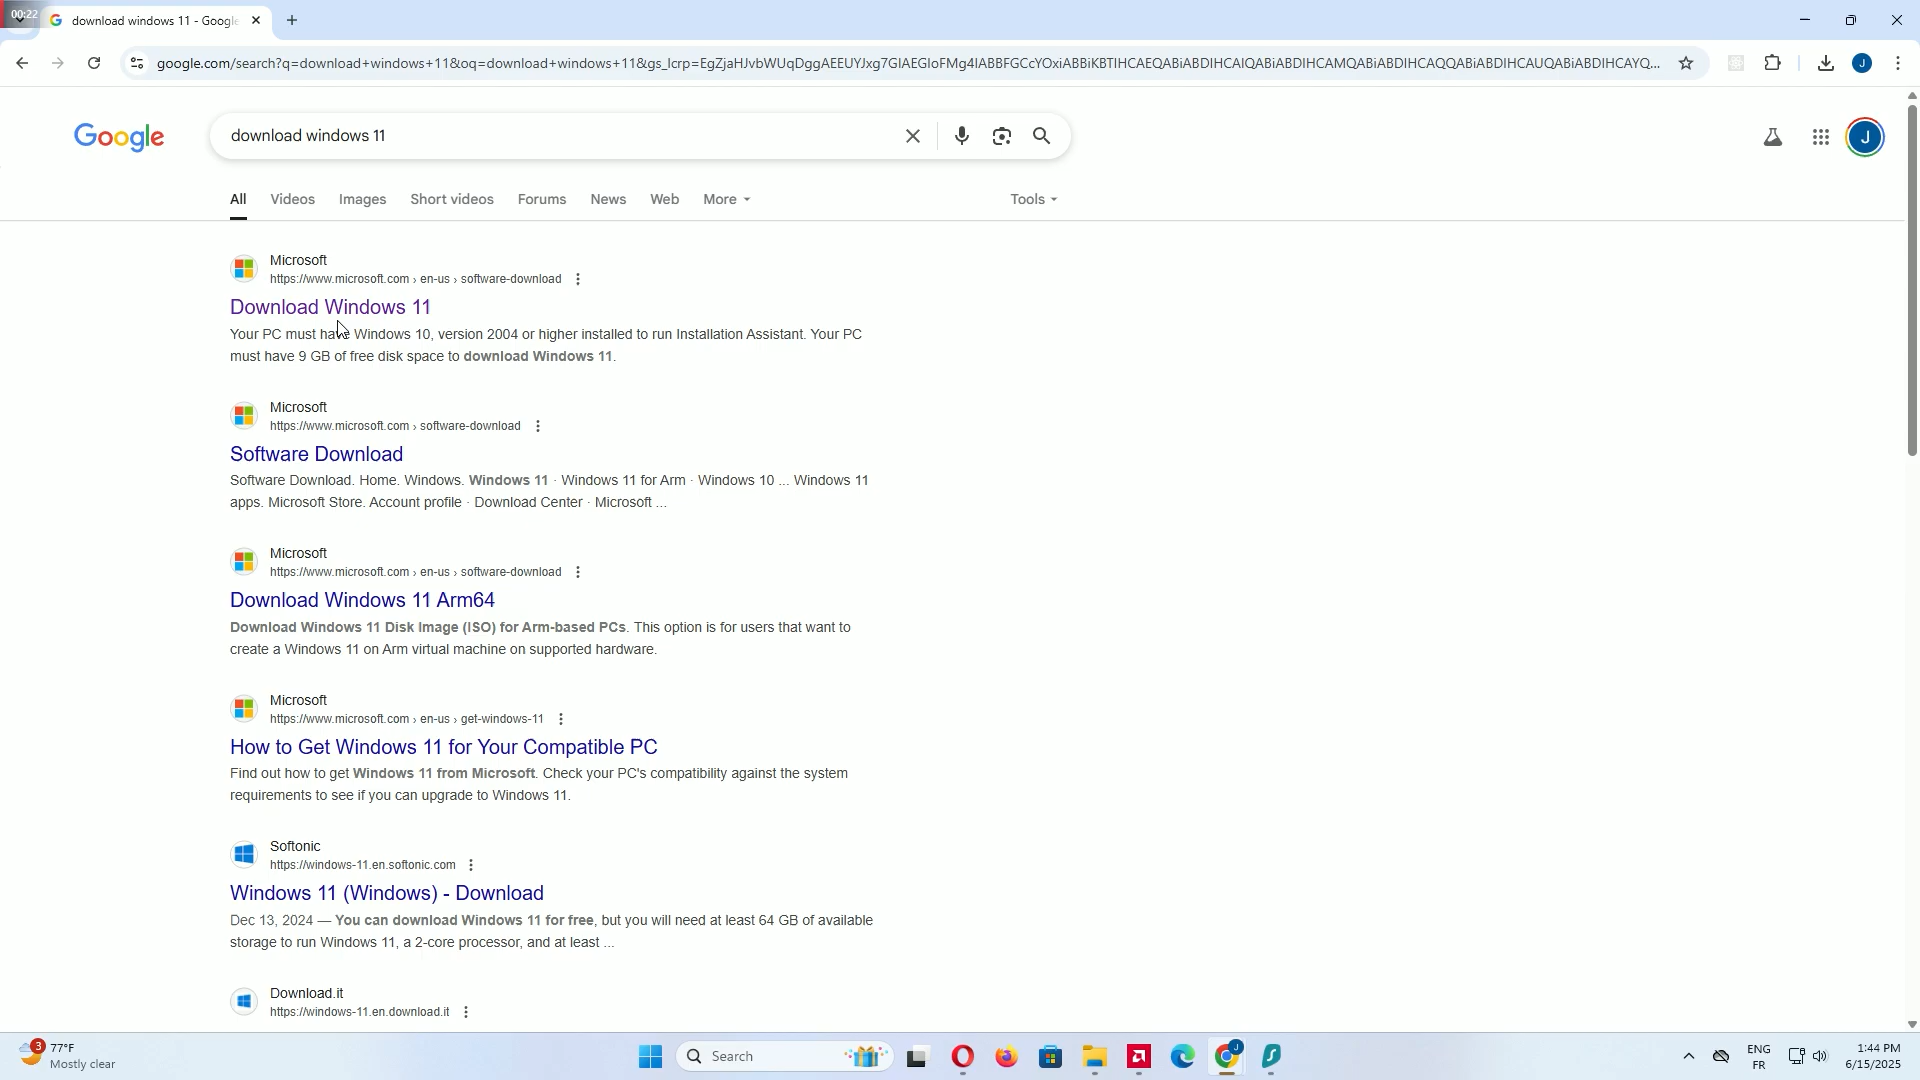 00:22
download windows 11 - Google
google.com/search?q=download+windows+11&oq=download+windows+11&gs_lcrp=EgZjaHJvbWUqDggAEEUYJxg7GIAEGIoFMg4IABBFGCcYOxiABBiKBTIHCAEQABiABDIHCAIQABiABDIHCAMQABiABDIHCAQQABiABDIHCAUQABiABDIHCAYQ...
J
Google
download windows 11
J
All Videos Images Short videos Forums News Web More Tools
Microsoft
https://www.microsoft.com › en-us › software-download
Download Windows 11
Your PC must have Windows 10, version 2004 or higher installed to run Installation Assistant. Your PC
must have 9 GB of free disk space to download Windows 11.
Microsoft
https://www.microsoft.com › software-download
Software Download
Software Download. Home. Windows. Windows 11 · Windows 11 for Arm · Windows 10 ... Windows 11
apps. Microsoft Store. Account profile · Download Center · Microsoft ...
Microsoft
https://www.microsoft.com › en-us › software-download
Download Windows 11 Arm64
Download Windows 11 Disk Image (ISO) for Arm-based PCs. This option is for users that want to
create a Windows 11 on Arm virtual machine on supported hardware.
Microsoft
https://www.microsoft.com › en-us › get-windows-11
How to Get Windows 11 for Your Compatible PC
Find out how to get Windows 11 from Microsoft. Check your PC's compatibility against the system
requirements to see if you can upgrade to Windows 11.
Softonic
https://windows-11.en.softonic.com
Windows 11 (Windows) - Download
Dec 13, 2024 — You can download Windows 11 for free, but you will need at least 64 GB of available
storage to run Windows 11, a 2-core processor, and at least ...
Download.it
https://windows-11.en.download.it
3
77°F
Mostly clear
Search
J
ENG
FR
1:44 PM
6/15/2025